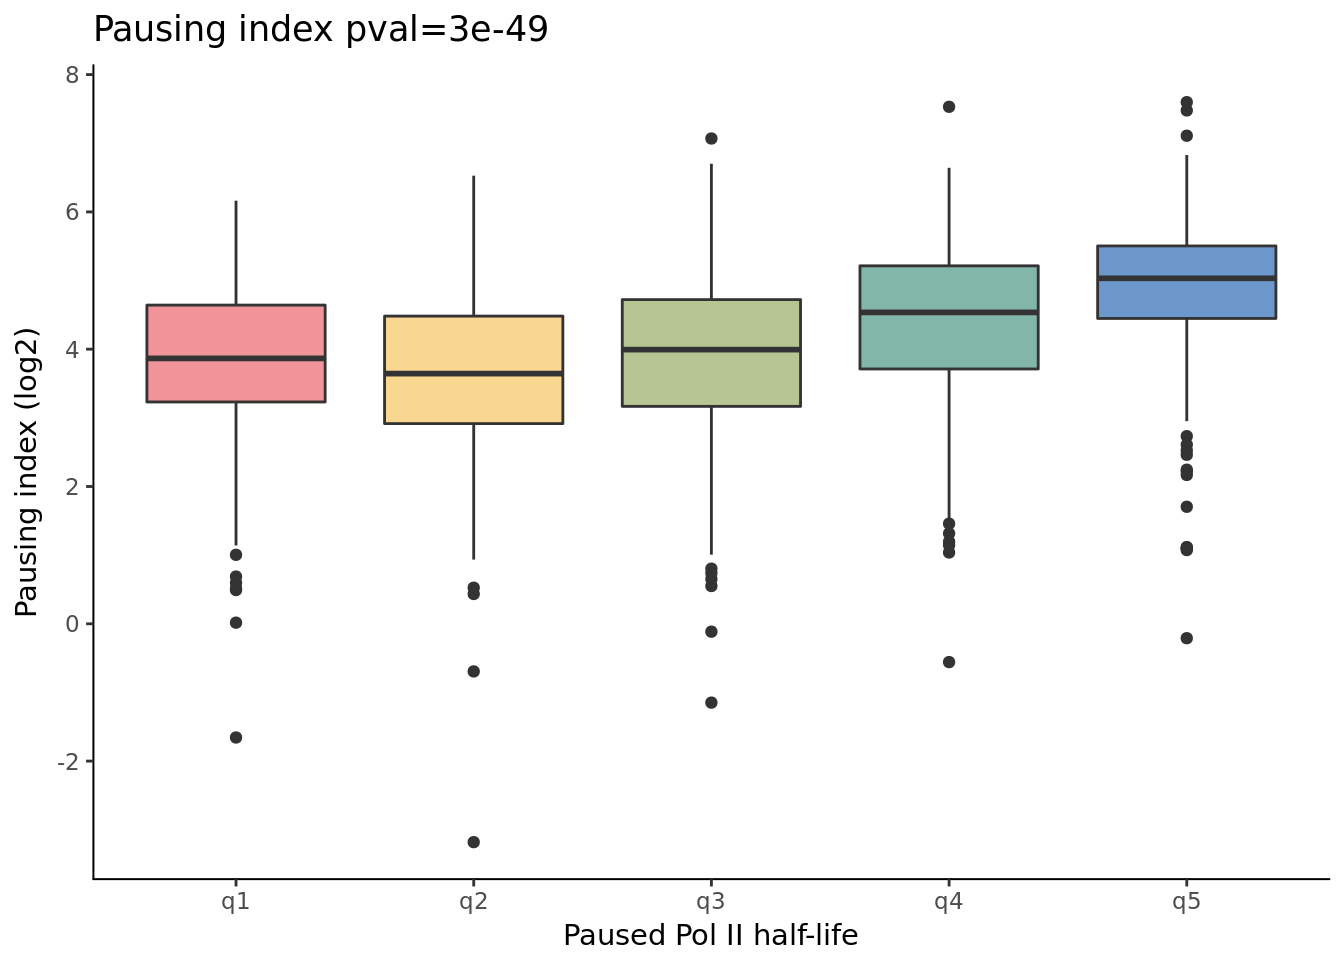 Pausing index pval=3e-49
8
6
4
2
0
-2
Pausing index (log2)
q1 q2 q3 q4 q5
Paused Pol II half-life